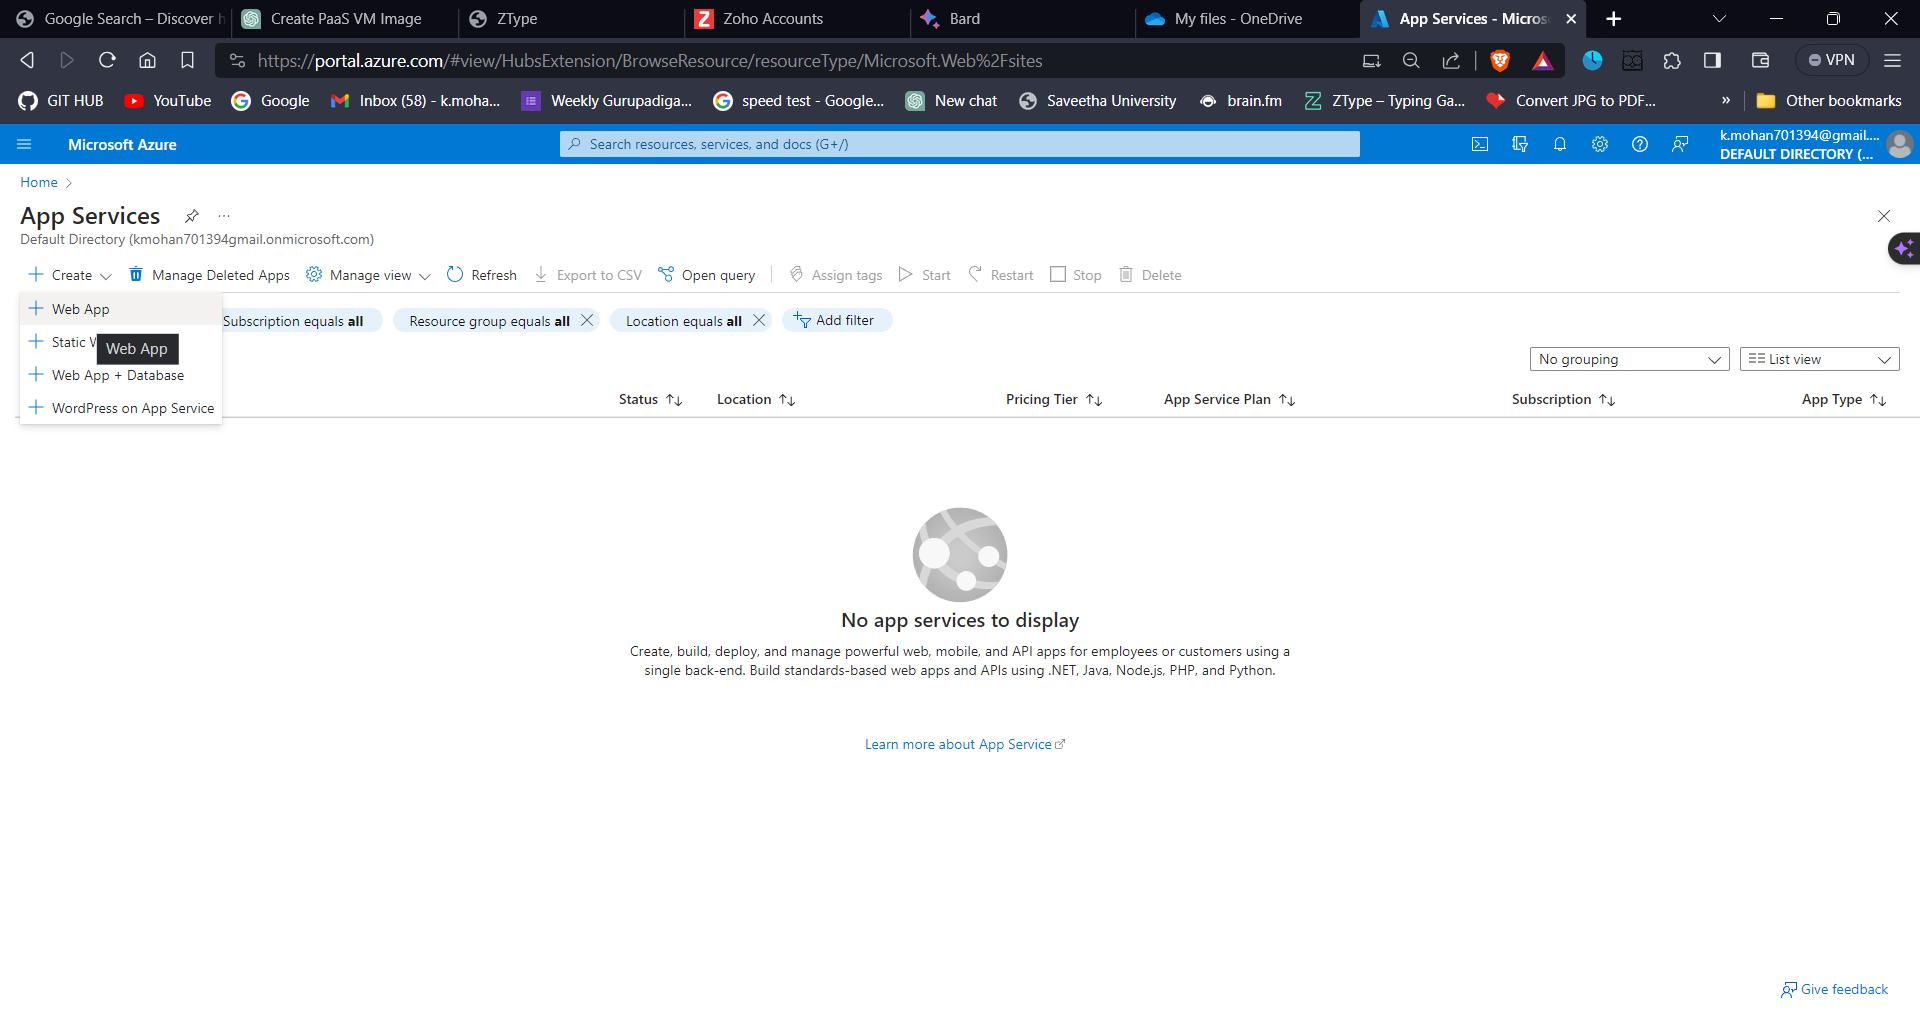 Google Search – Discover h
Create PaaS VM Image
ZType
Zoho Accounts
Bard
My files - OneDrive
App Services - Micros
https://portal.azure.com/#view/HubsExtension/BrowseResource/resourceType/Microsoft.Web%2Fsites
VPN
GIT HUB
YouTube
Google
Inbox (58) - k.moha...
Weekly Gurupadiga...
speed test - Google...
New chat
Saveetha University
brain.fm
ZType – Typing Ga...
Convert JPG to PDF...
»
Other bookmarks
Microsoft Azure
Search resources, services, and docs (G+/)
k.mohan701394@gmail....
DEFAULT DIRECTORY (...
Home
App Services
...
Default Directory (kmohan701394gmail.onmicrosoft.com)
Create
Manage Deleted Apps
Manage view
Refresh
Export to CSV
Open query
Assign tags
Start
Restart
Stop
Delete
Web App
Static W
Web App
Web App + Database
WordPress on App Service
Subscription equals all
Resource group equals all
Location equals all
Add filter
No grouping
List view
Status
Location
Pricing Tier
App Service Plan
Subscription
App Type
No app services to display
Create, build, deploy, and manage powerful web, mobile, and API apps for employees or customers using a
single back-end. Build standards-based web apps and APIs using .NET, Java, Node.js, PHP, and Python.
Learn more about App Service
Give feedback